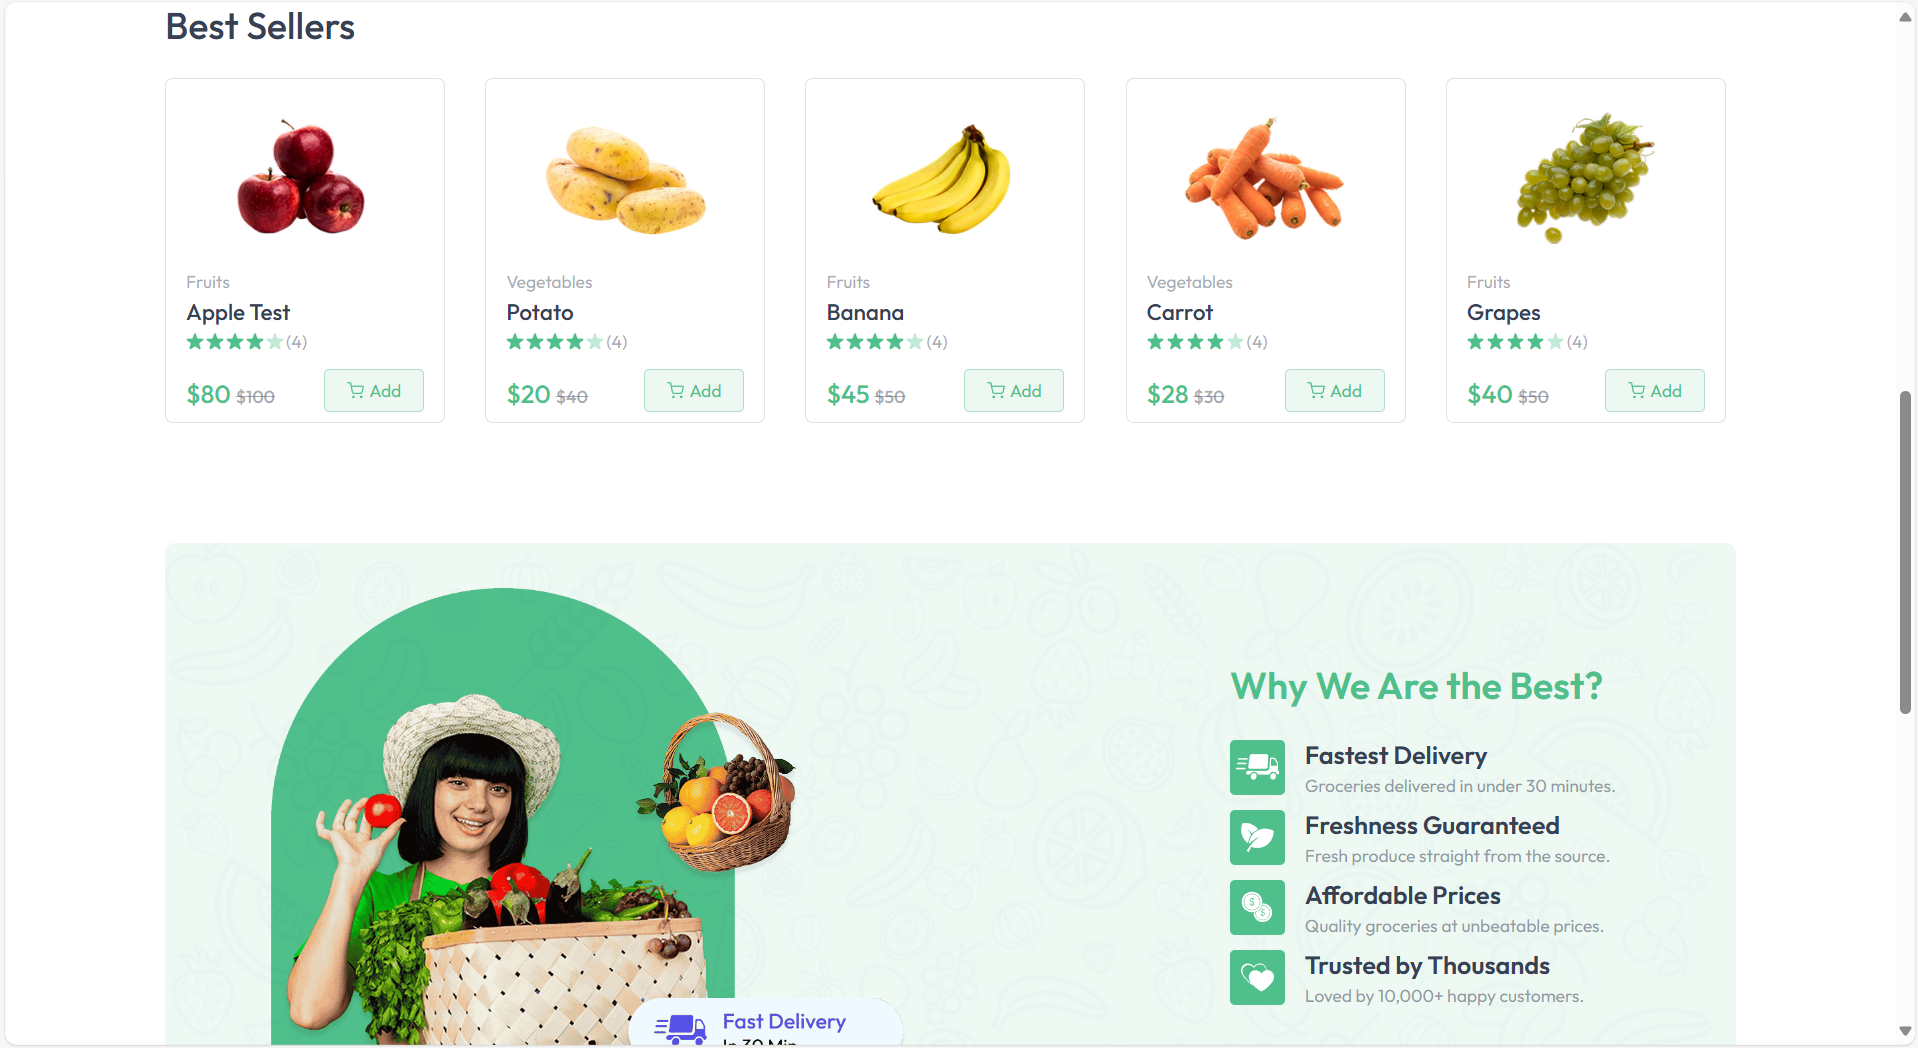 Best Sellers
Fruits
Apple Test
(4)
$80 $100
Add
Vegetables
Potato
(4)
$20 $40
Add
Fruits
Banana
(4)
$45 $50
Add
Vegetables
Carrot
(4)
$28 $30
Add
Fruits
Grapes
(4)
$40 $50
Add
Why We Are the Best?
Fastest Delivery
Groceries delivered in under 30 minutes.
Freshness Guaranteed
Fresh produce straight from the source.
Affordable Prices
Quality groceries at unbeatable prices.
Trusted by Thousands
Loved by 10,000+ happy customers.
Fast Delivery
In 30 Min